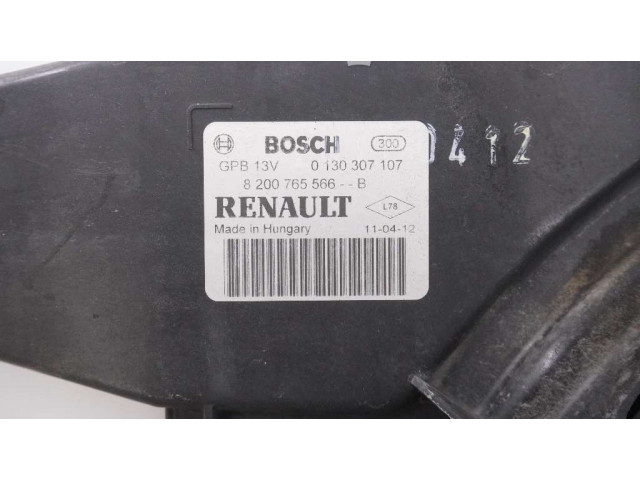 BOSCH 300
GPB 13V 0 130 307 107
8 200 765 566 - - B
RENAULT L78
Made in Hungary 11-04-12
0412